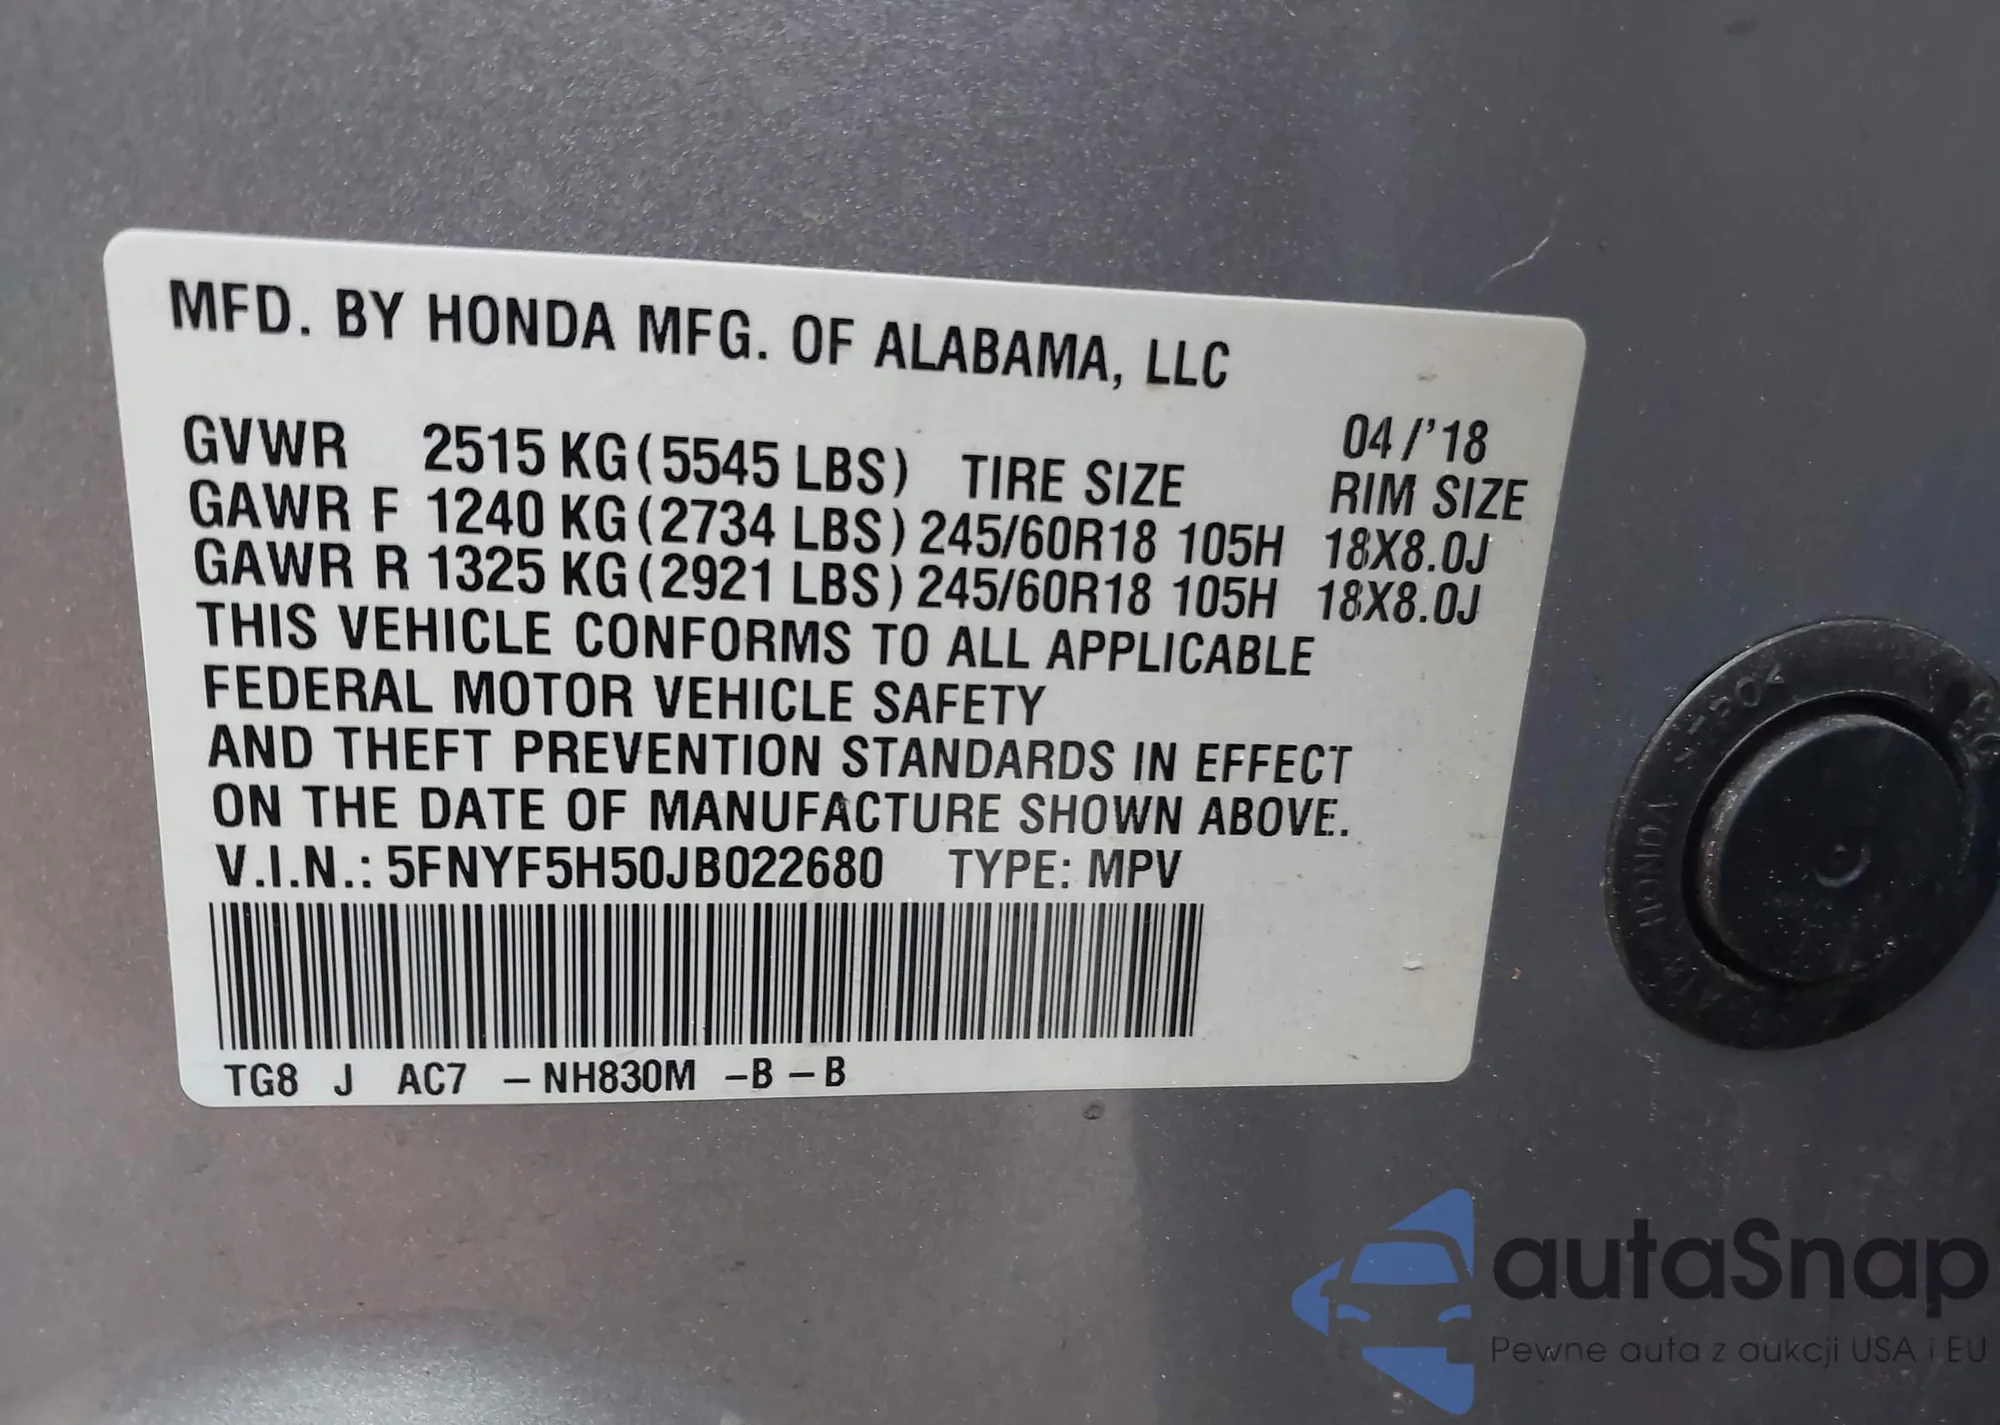 MFD. BY HONDA MFG. OF ALABAMA, LLC
04/'18
GVWR 2515 KG (5545 LBS) TIRE SIZE RIM SIZE
GAWR F 1240 KG (2734 LBS) 245/60R18 105H 18X8.0J
GAWR R 1325 KG (2921 LBS) 245/60R18 105H 18X8.0J
THIS VEHICLE CONFORMS TO ALL APPLICABLE
FEDERAL MOTOR VEHICLE SAFETY
AND THEFT PREVENTION STANDARDS IN EFFECT
ON THE DATE OF MANUFACTURE SHOWN ABOVE.
V.I.N.: 5FNYF5H50JB022680 TYPE: MPV
TG8 J AC7 – NH830M –B – B
HONDA
autaSnap
Pewne auta z aukcji USA i EU